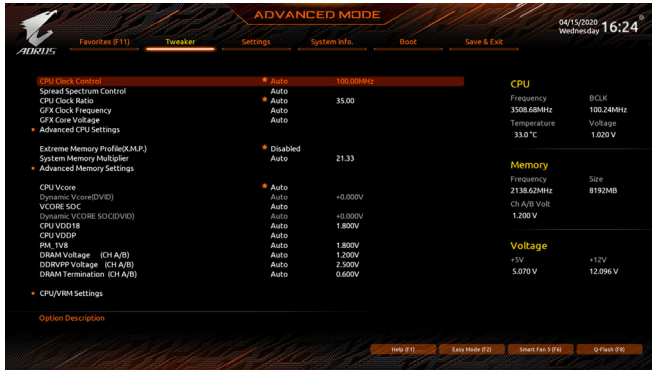 ADVANCED MODE
04/15/2020 Wednesday 16:24
AORUS
Favorites (F11) Tweaker Settings System Info. Boot Save & Exit
CPU Clock Control Auto 100.00MHz
Spread Spectrum Control Auto
CPU Clock Ratio Auto 35.00
GFX Clock Frequency Auto
GFX Core Voltage Auto
Advanced CPU Settings
Extreme Memory Profile(X.M.P.) Disabled
System Memory Multiplier Auto 21.33
Advanced Memory Settings
CPU Vcore Auto
Dynamic Vcore(DVID) Auto +0.000V
VCORE SOC Auto
Dynamic VCORE SOC(DVID) Auto +0.000V
CPU VDD18 Auto 1.800V
CPU VDDP Auto
PM_1V8 Auto 1.800V
DRAM Voltage (CH A/B) Auto 1.200V
DDRVPP Voltage (CH A/B) Auto 2.500V
DRAM Termination (CH A/B) Auto 0.600V
CPU/VRM Settings
Option Description
CPU
Frequency BCLK
3508.68MHz 100.24MHz
Temperature Voltage
33.0 °C 1.020 V
Memory
Frequency Size
2138.62MHz 8192MB
Ch A/B Volt
1.200 V
Voltage
+5V +12V
5.070 V 12.096 V
Help (F1) Easy Mode (F2) Smart Fan 5 (F6) Q-Flash (F8)